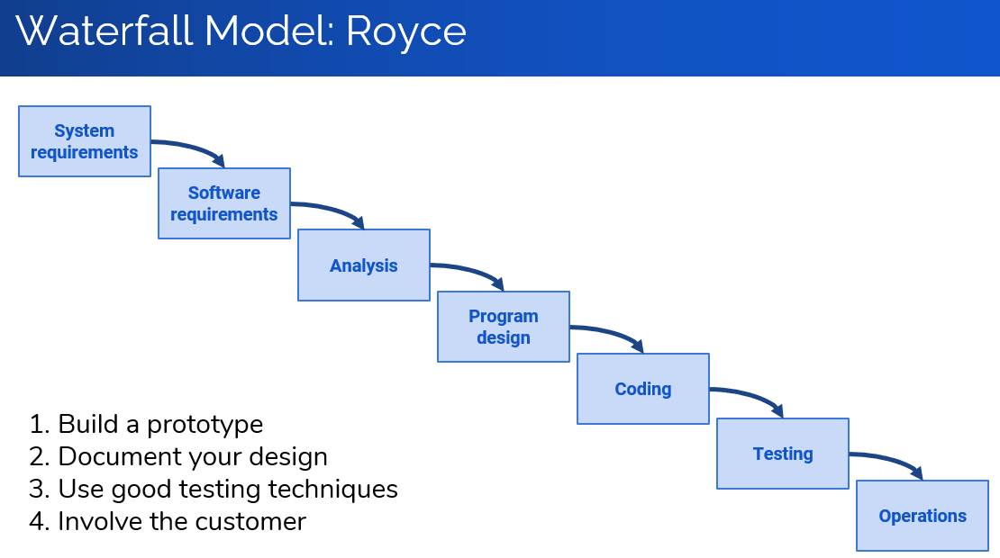 Waterfall Model: Royce
System
requirements
Software
requirements
Analysis
Program
design
Coding
Testing
Operations
1. Build a prototype
2. Document your design
3. Use good testing techniques
4. Involve the customer